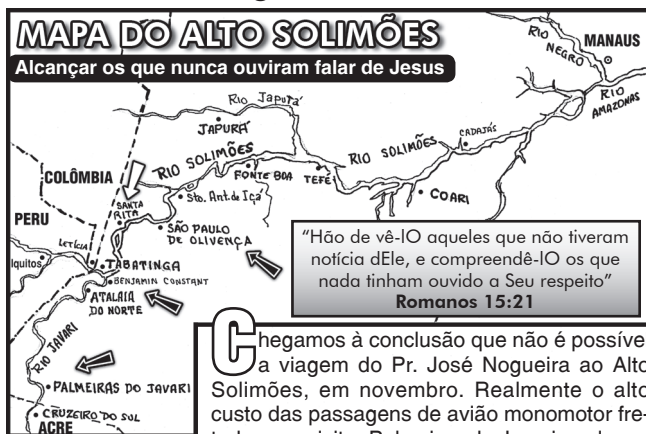 MAPA DO ALTO SOLIMÕES
Alcançar os que nunca ouviram falar de Jesus
RIO NEGRO
MANAUS
RIO AMAZONAS
RIO Japurá
JAPURÁ
RIO SOLIMÕES
RIO SOLIMÕES
CADAJÁS
COLÔMBIA
SANTA RITA
FONTE BOA
TEFÉ
COARI
Sto. Ant. de Içá
PERU
SÃO PAULO
DE OLIVENÇA
LETÍCIA
Iquitos
TABATINGA
BENJAMIN CONSTANT
ATALAIA
DO NORTE
RIO JAVARI
PALMEIRAS DO JAVARI
CRUZEIRO DO SUL
ACRE
“Hão de vê-lO aqueles que não tiveram
notícia dEle, e compreendê-lO os que
nada tinham ouvido a Seu respeito”
Romanos 15:21
Chegamos à conclusão que não é possíve
a viagem do Pr. José Nogueira ao Alto
Solimões, em novembro. Realmente o alto
custo das passagens de avião monomotor fre-